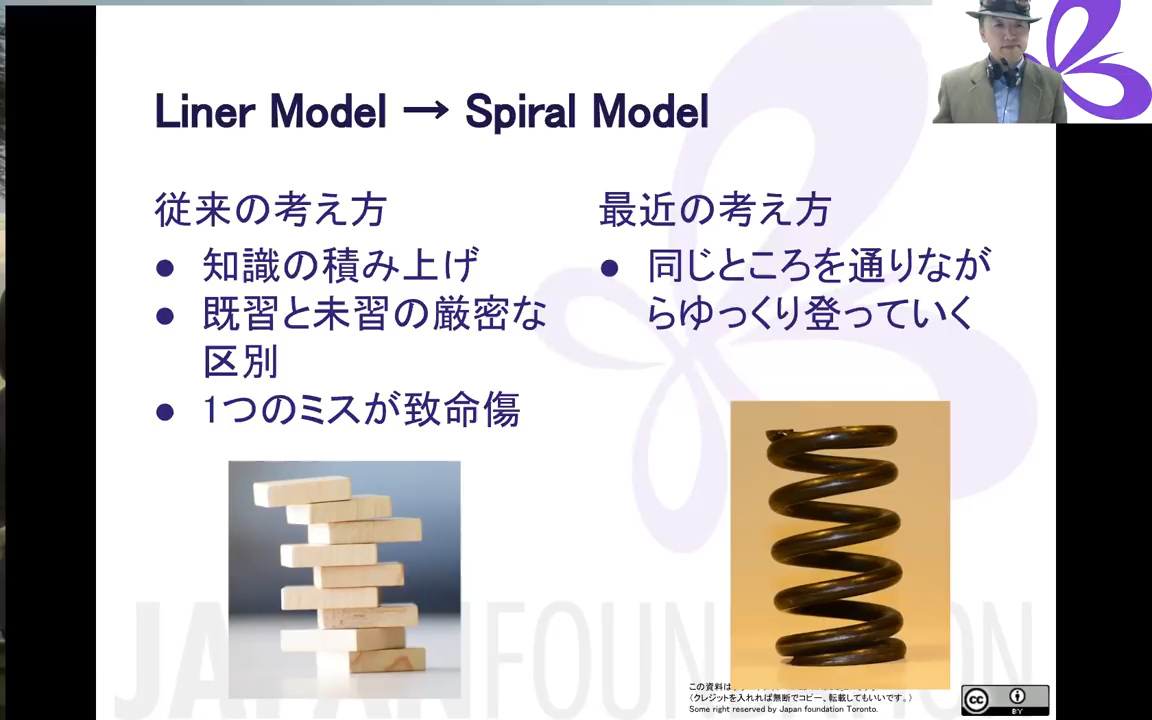 Liner Model → Spiral Model
従来の考え方
● 知識の積み上げ
● 既習と未習の厳密な
区別
● 1つのミスが致命傷
最近の考え方
● 同じところを通りなが
らゆっくり登っていく
JAPANFOUNDATION
この資料は
(クレジットを入れれば無断でコピー、転載してもいいです。)
Some right reserved by Japan foundation Toronto.
cc
BY